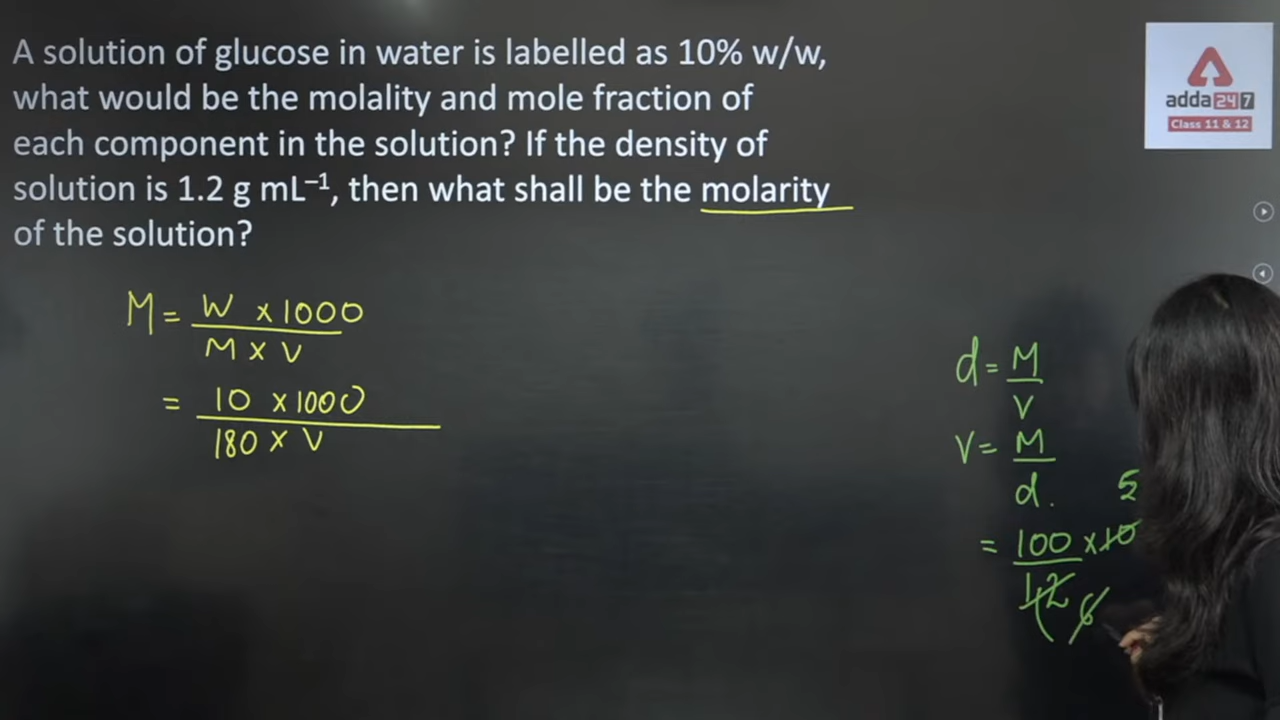 A solution of glucose in water is labelled as 10% w/w,
what would be the molality and mole fraction of
each component in the solution? If the density of
solution is 1.2 g mL⁻¹, then what shall be the molarity
of the solution?
adda247
Class 11 & 12
M = W × 1000
M × V
= 10 × 1000
180 × V
d = M
V
V = M
d.
5
= 100 × 10
12 6